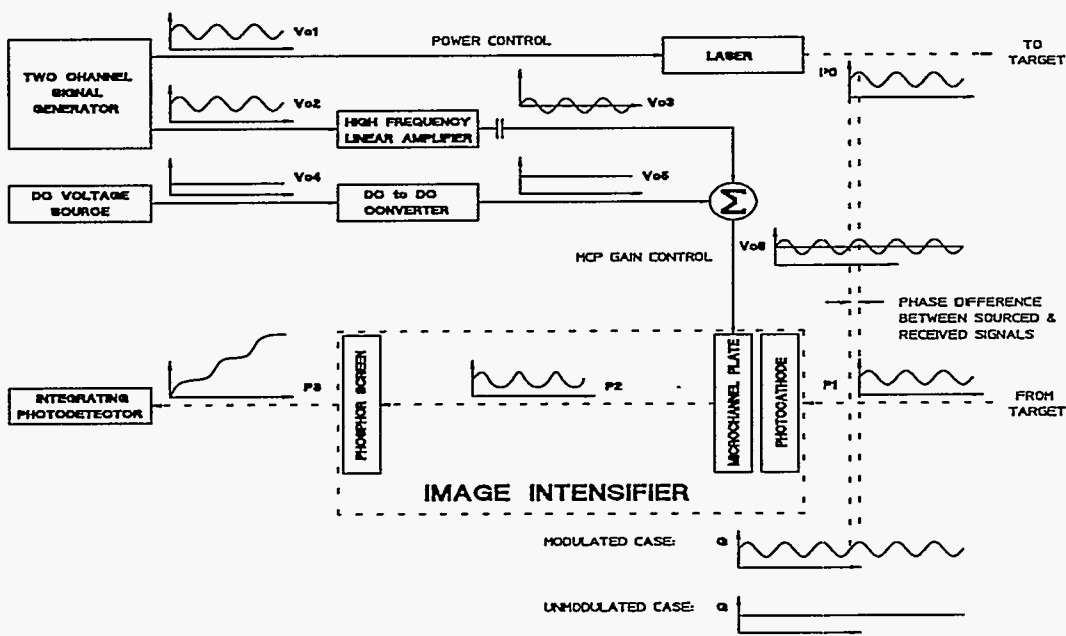 Vo1
POWER CONTROL
LASER
TO
TARGET
TWO CHANNEL
SIGNAL
GENERATOR
P0
Vo2
HIGH FREQUENCY
LINEAR AMPLIFIER
Vo3
Vo4
DC VOLTAGE
SOURCE
DC to DC
CONVERTER
Vo5
Σ
MCP GAIN CONTROL
Vo6
PHASE DIFFERENCE
BETWEEN SOURCED &
RECEIVED SIGNALS
INTEGRATING
PHOTODETECTOR
P3
PHOSPHOR SCREEN
P2
MICROCHANNEL PLATE
PHOTOCATHODE
P1
FROM
TARGET
IMAGE INTENSIFIER
MODULATED CASE: G
UNMODULATED CASE: G